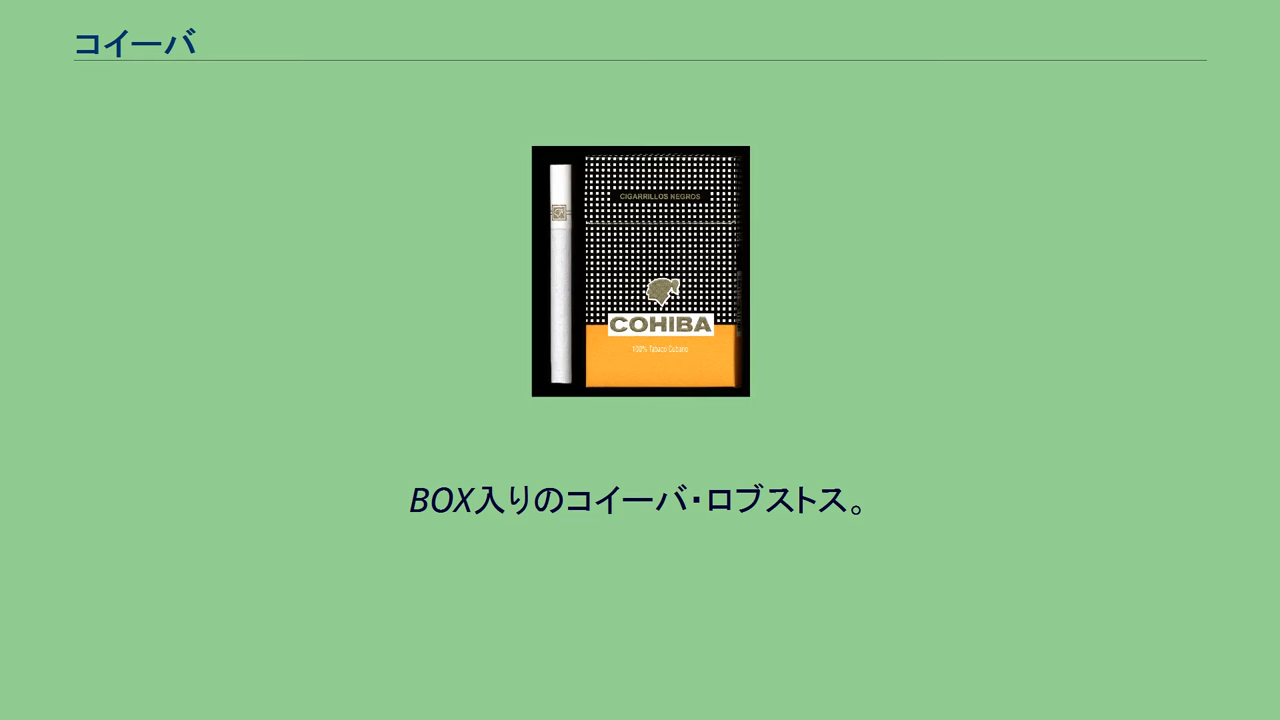 コイーバ
CIGARRILLOS NEGROS
COHIBA
100% Tabaco Cubano
BOX入りのコイーバ・ロブストス。